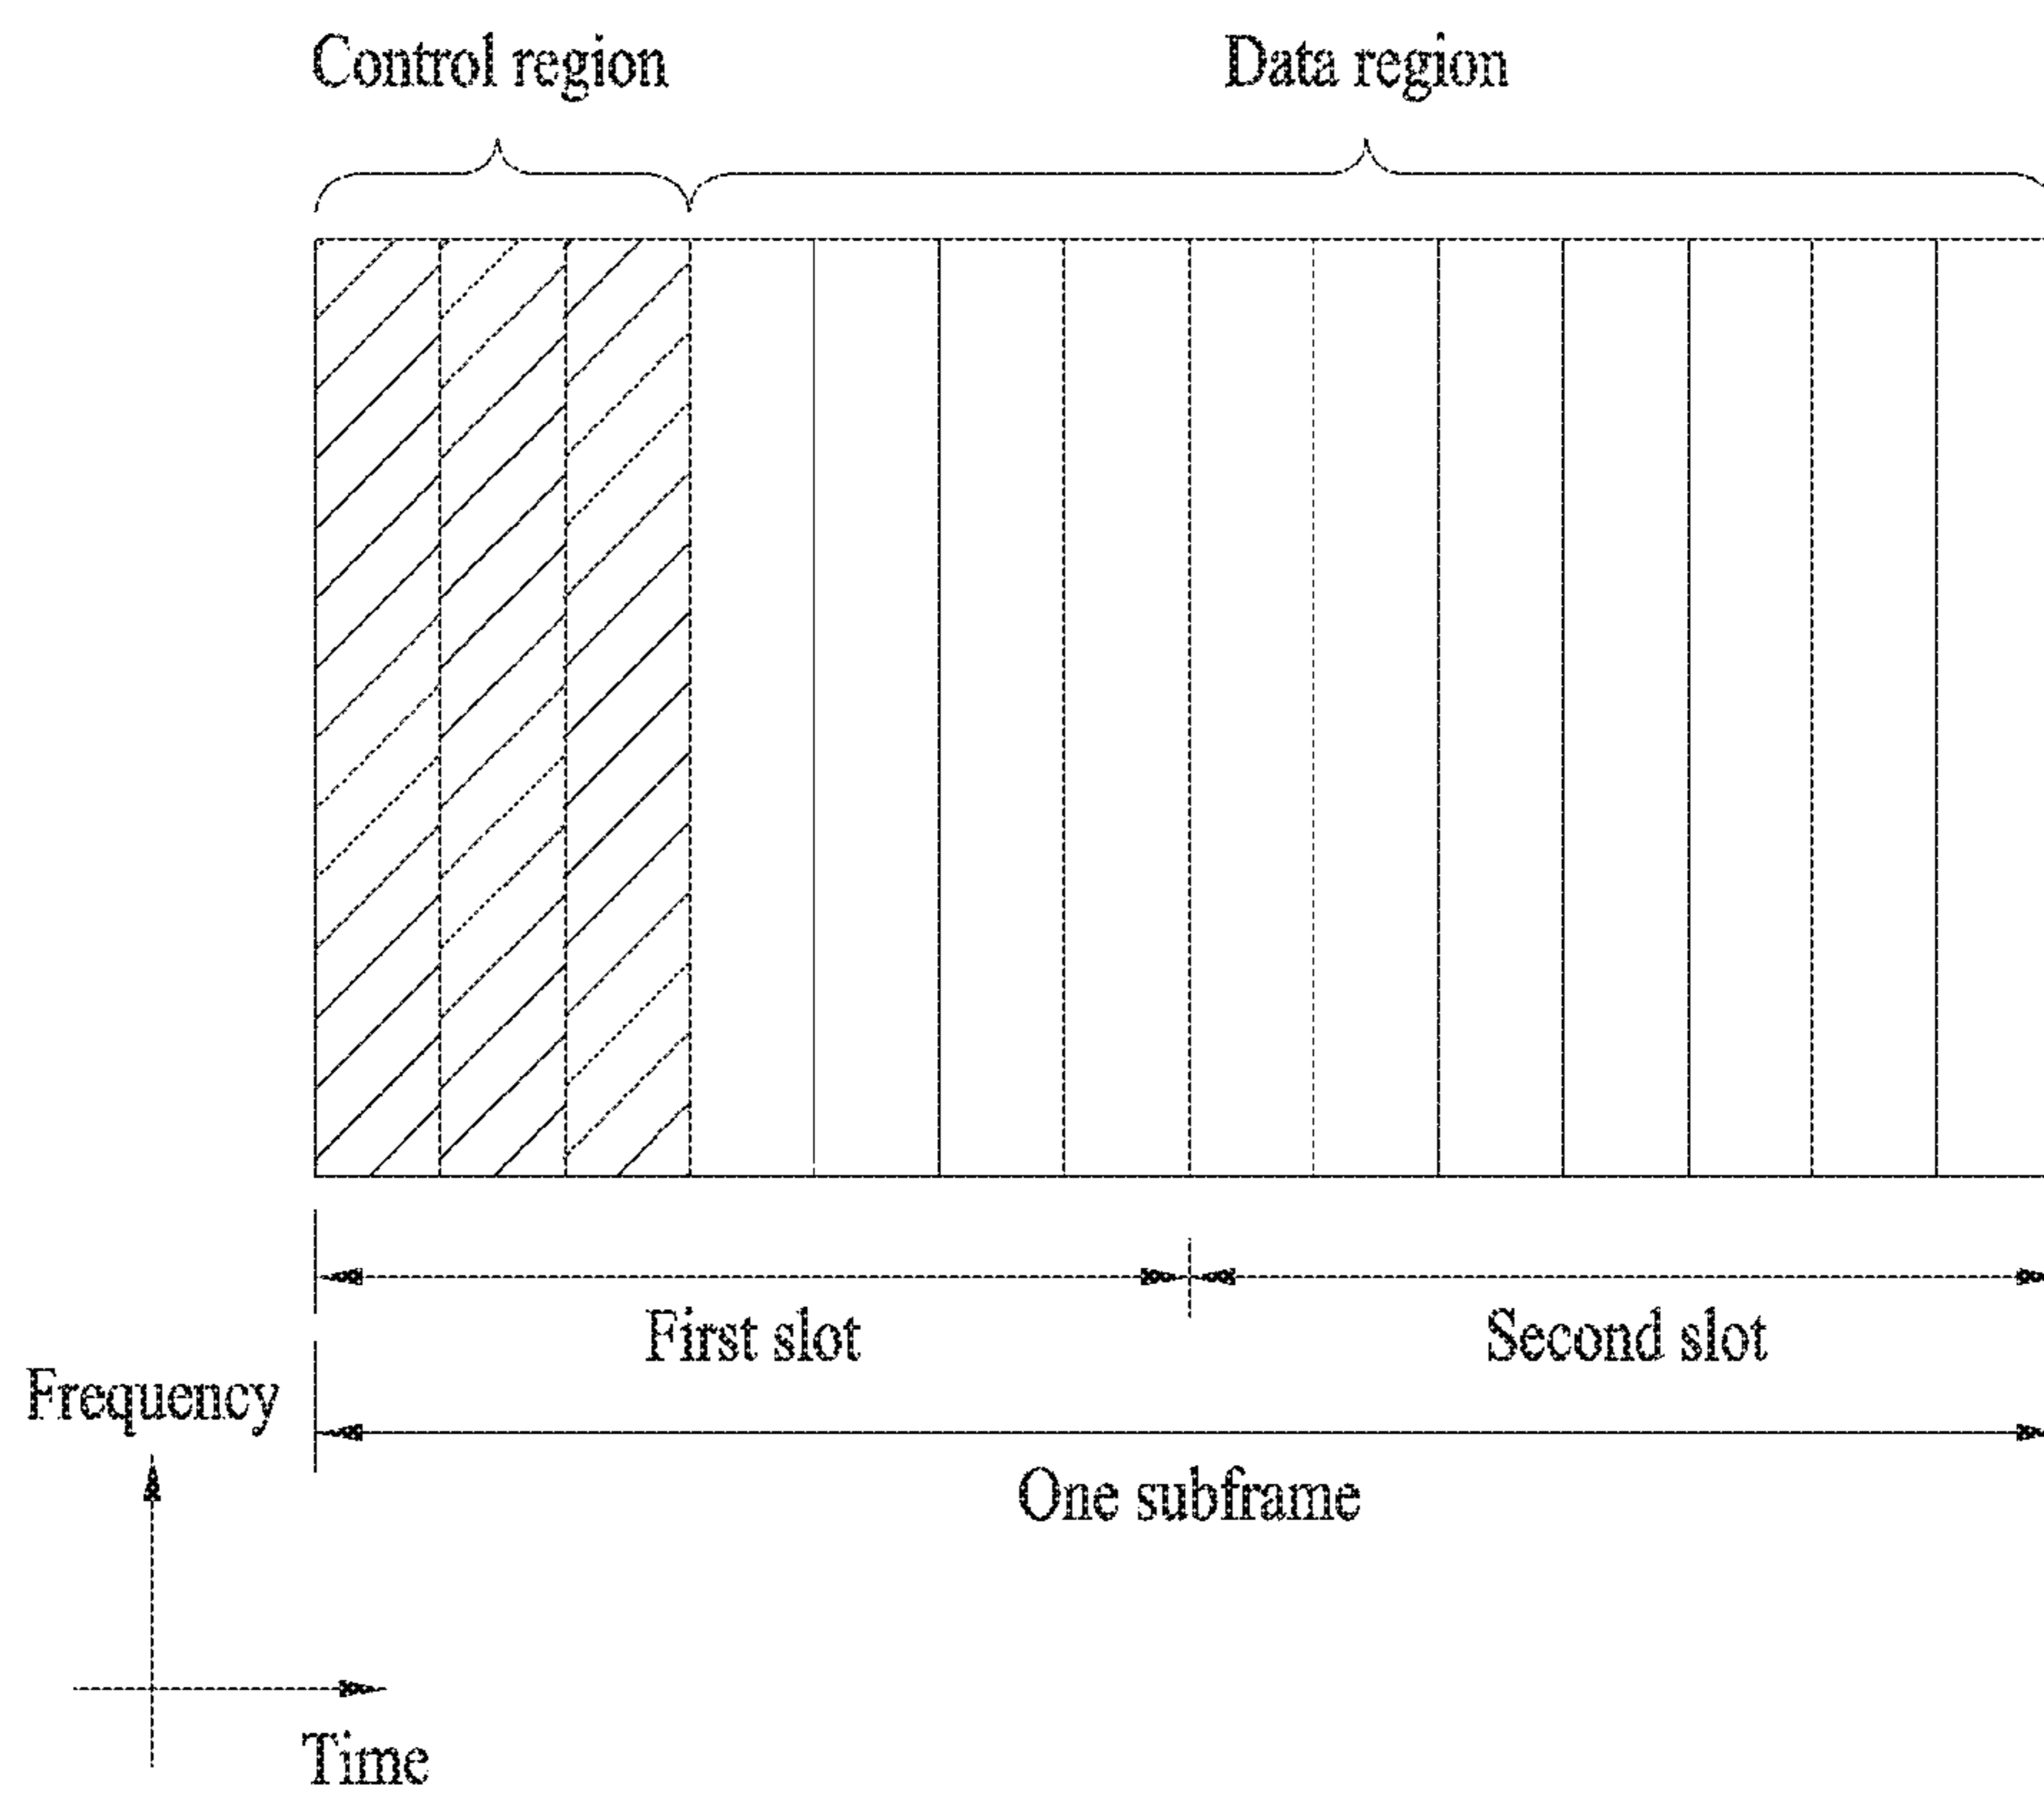 Control region
Data region
First slot
Second slot
Frequency
One subframe
Time